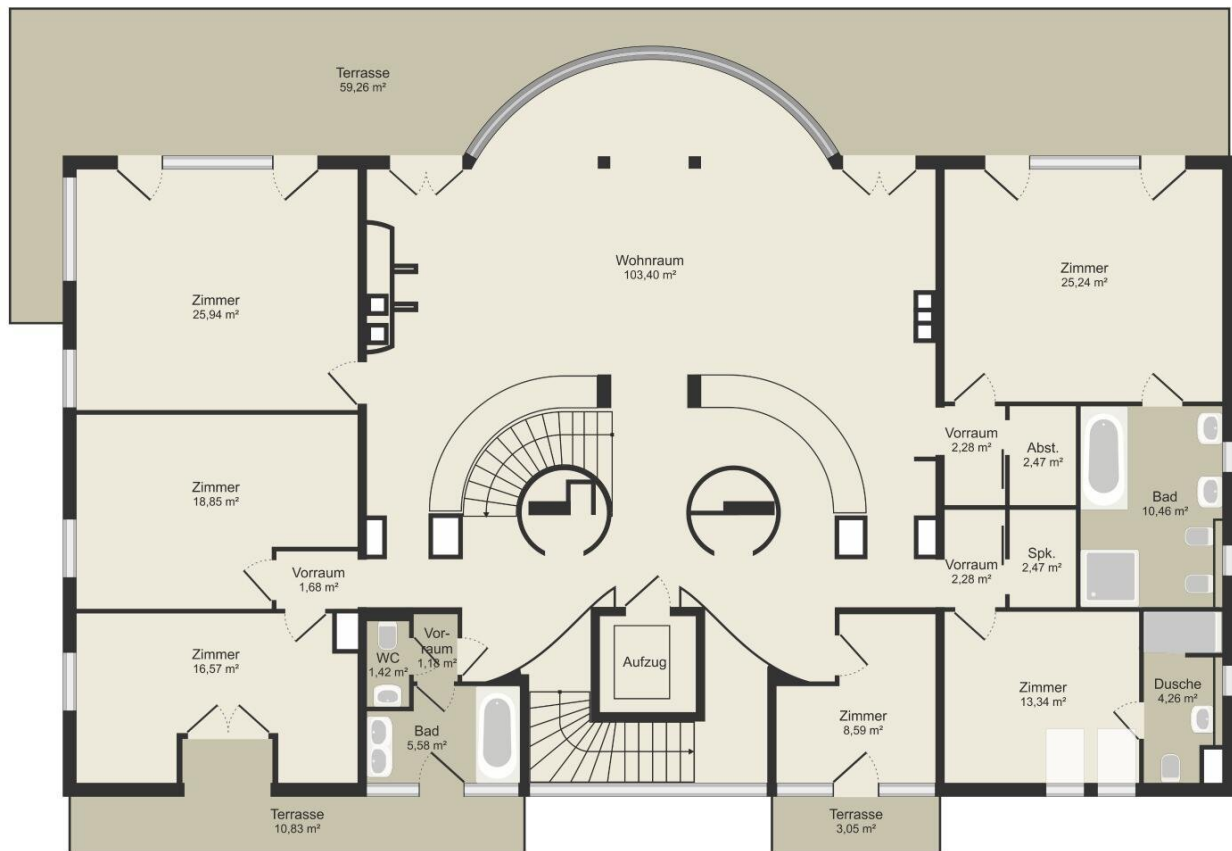 Terrasse
59,26 m²
Wohnraum
103,40 m²
Zimmer
25,94 m²
Zimmer
25,24 m²
Vorraum
2,28 m²
Abst.
2,47 m²
Zimmer
18,85 m²
Bad
10,46 m²
Vorraum
1,68 m²
Vorraum
2,28 m²
Spk.
2,47 m²
Zimmer
16,57 m²
WC
1,42 m²
Vor-
raum
1,18 m²
Aufzug
Zimmer
13,34 m²
Dusche
4,26 m²
Bad
5,58 m²
Zimmer
8,59 m²
Terrasse
10,83 m²
Terrasse
3,05 m²